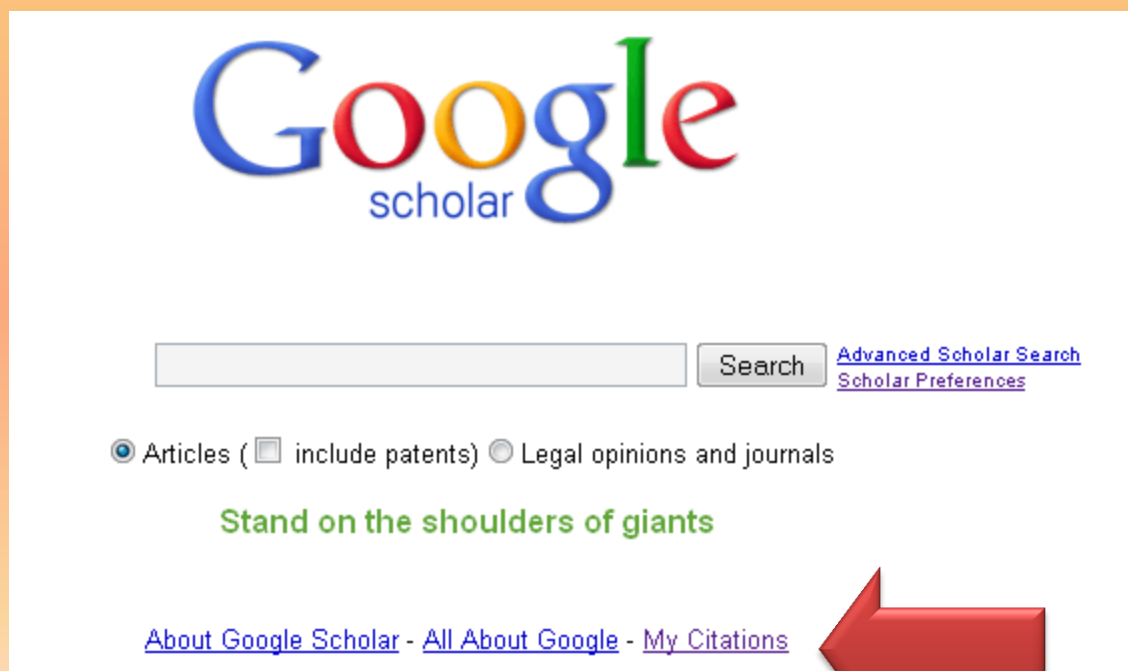 Google
scholar
Search
Advanced Scholar Search
Scholar Preferences
Articles ( include patents) Legal opinions and journals
Stand on the shoulders of giants
About Google Scholar - All About Google - My Citations